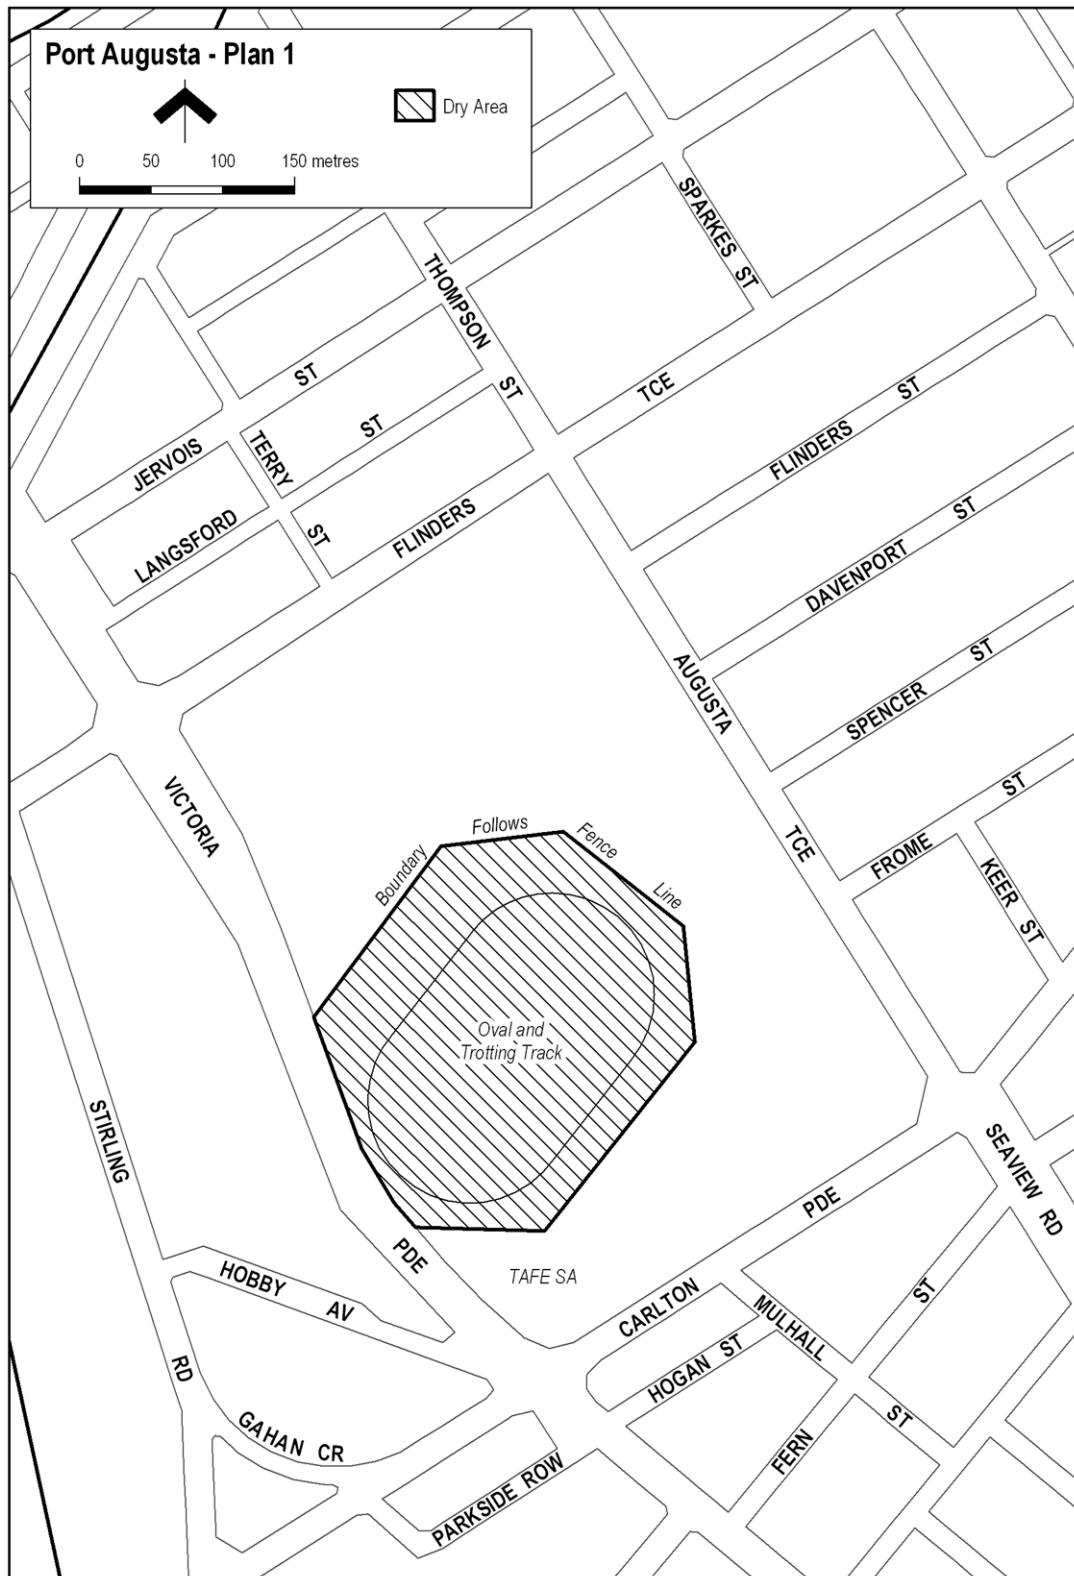 Port Augusta - Plan 1
Dry Area
0 50 100 150 metres
SPARKES ST
THOMPSON ST
JERVOIS ST
TERRY ST
LANGSFORD ST
FLINDERS
TCE
FLINDERS ST
DAVENPORT ST
AUGUSTA TCE
SPENCER ST
VICTORIA PDE
FROME ST
KEER ST
Boundary Follows Fence Line
Oval and
Trotting Track
STIRLING RD
SEAVIEW RD
HOBBY AV
TAFE SA
CARLTON PDE
MULHALL ST
HOGAN ST
FERN ST
GAHAN CR
PARKSIDE ROW